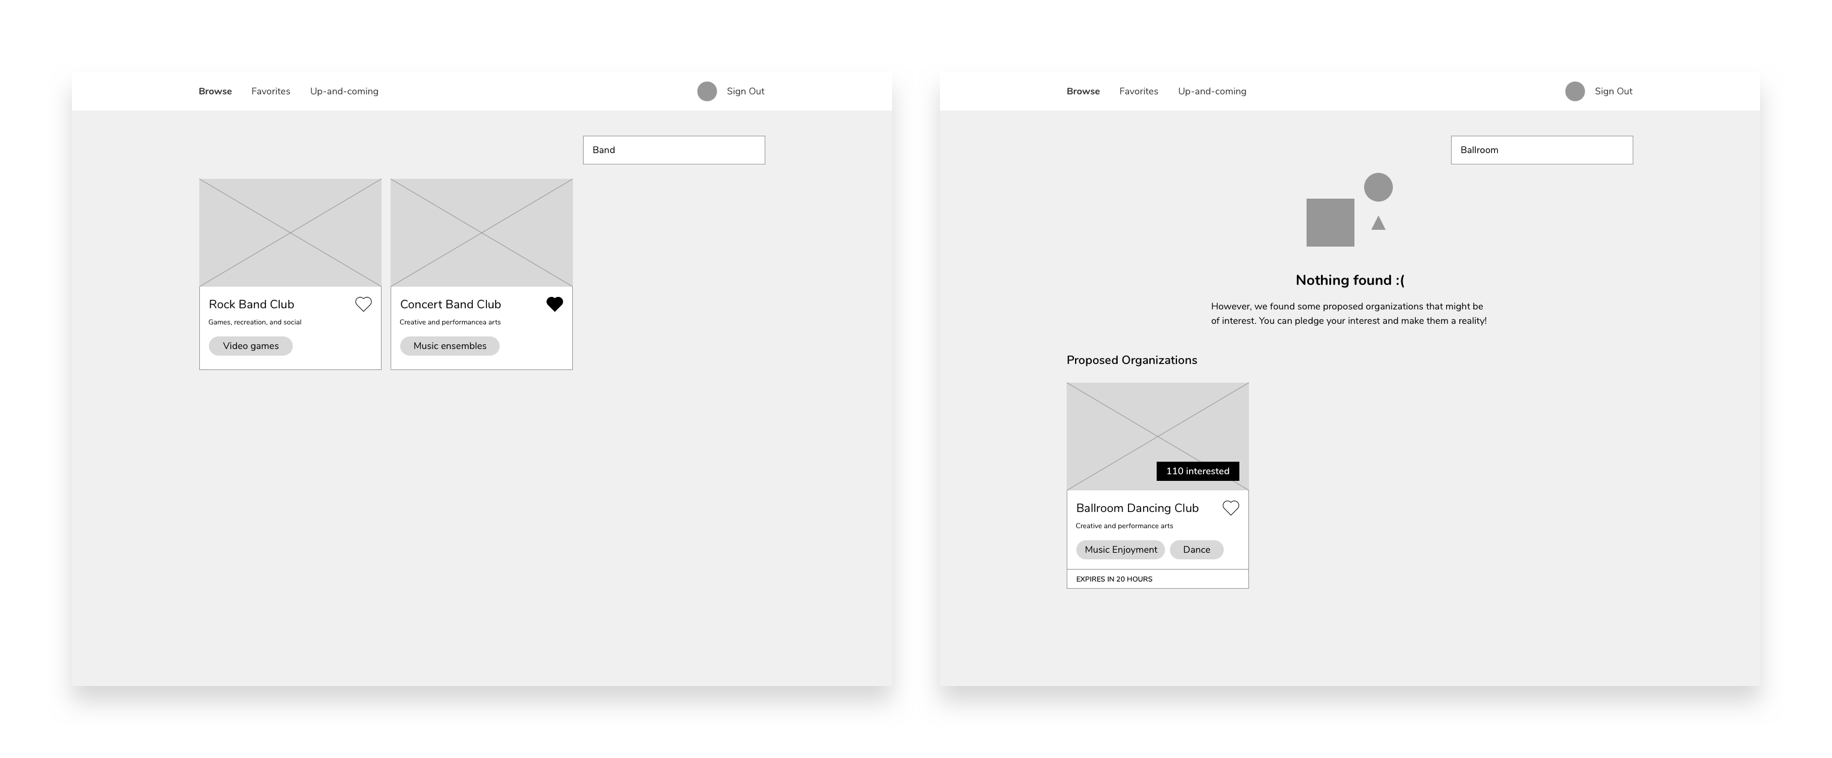 Browse Favorites Up-and-coming Sign Out
Band
Rock Band Club
Games, recreation, and social
Video games
Concert Band Club
Creative and performancea arts
Music ensembles
Browse Favorites Up-and-coming Sign Out
Ballroom
Nothing found :(
However, we found some proposed organizations that might be
of interest. You can pledge your interest and make them a reality!
Proposed Organizations
110 interested
Ballroom Dancing Club
Creative and performance arts
Music Enjoyment Dance
EXPIRES IN 20 HOURS